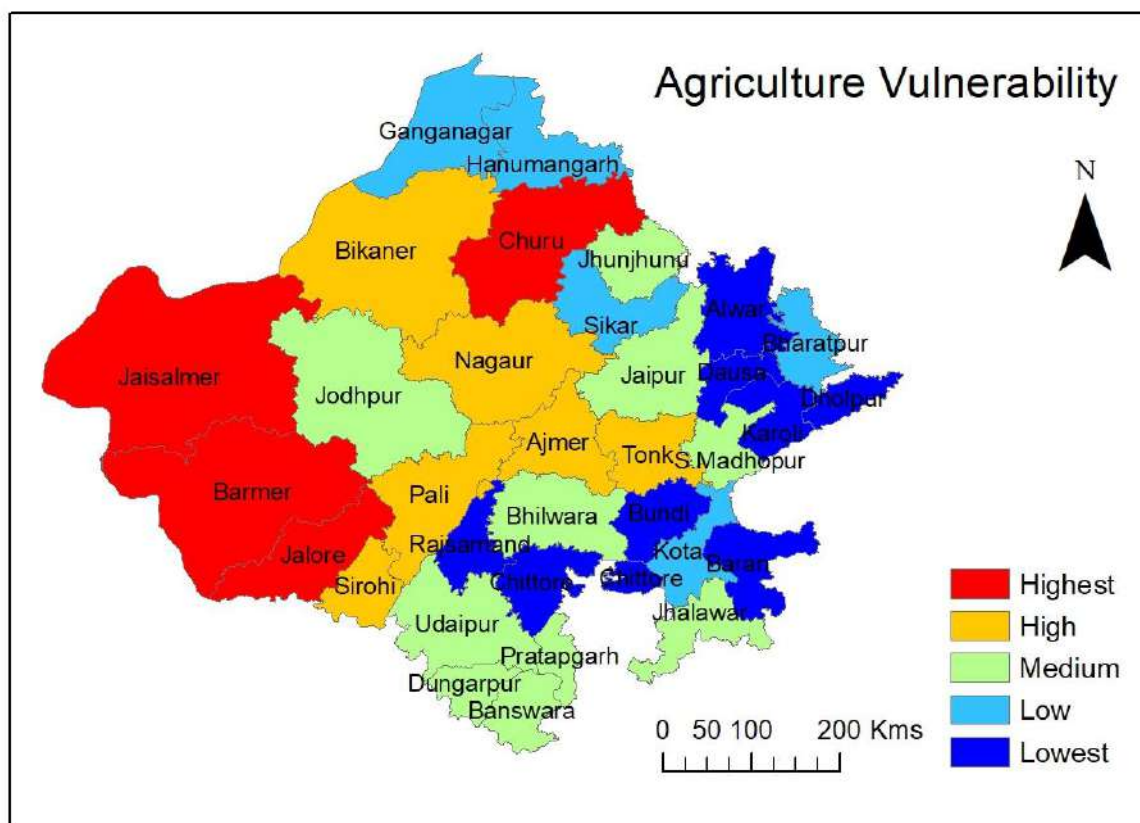 Agriculture Vulnerability
N
Ganganagar
Hanumangarh
Bikaner
Churu
Jhunjhunu
Sikar
Alwar
Bharatpur
Jaisalmer
Nagaur
Jaipur
Dausa
Dholpur
Jodhpur
Karoli
Ajmer
Tonk
S.Madhopur
Barmer
Pali
Bhilwara
Bundi
Jalore
Rajsamand
Kota
Baran
Sirohi
Chittore
Chittore
Jhalawar
Udaipur
Pratapgarh
Dungarpur
Banswara
Highest
High
Medium
Low
Lowest
0 50 100 200 Kms